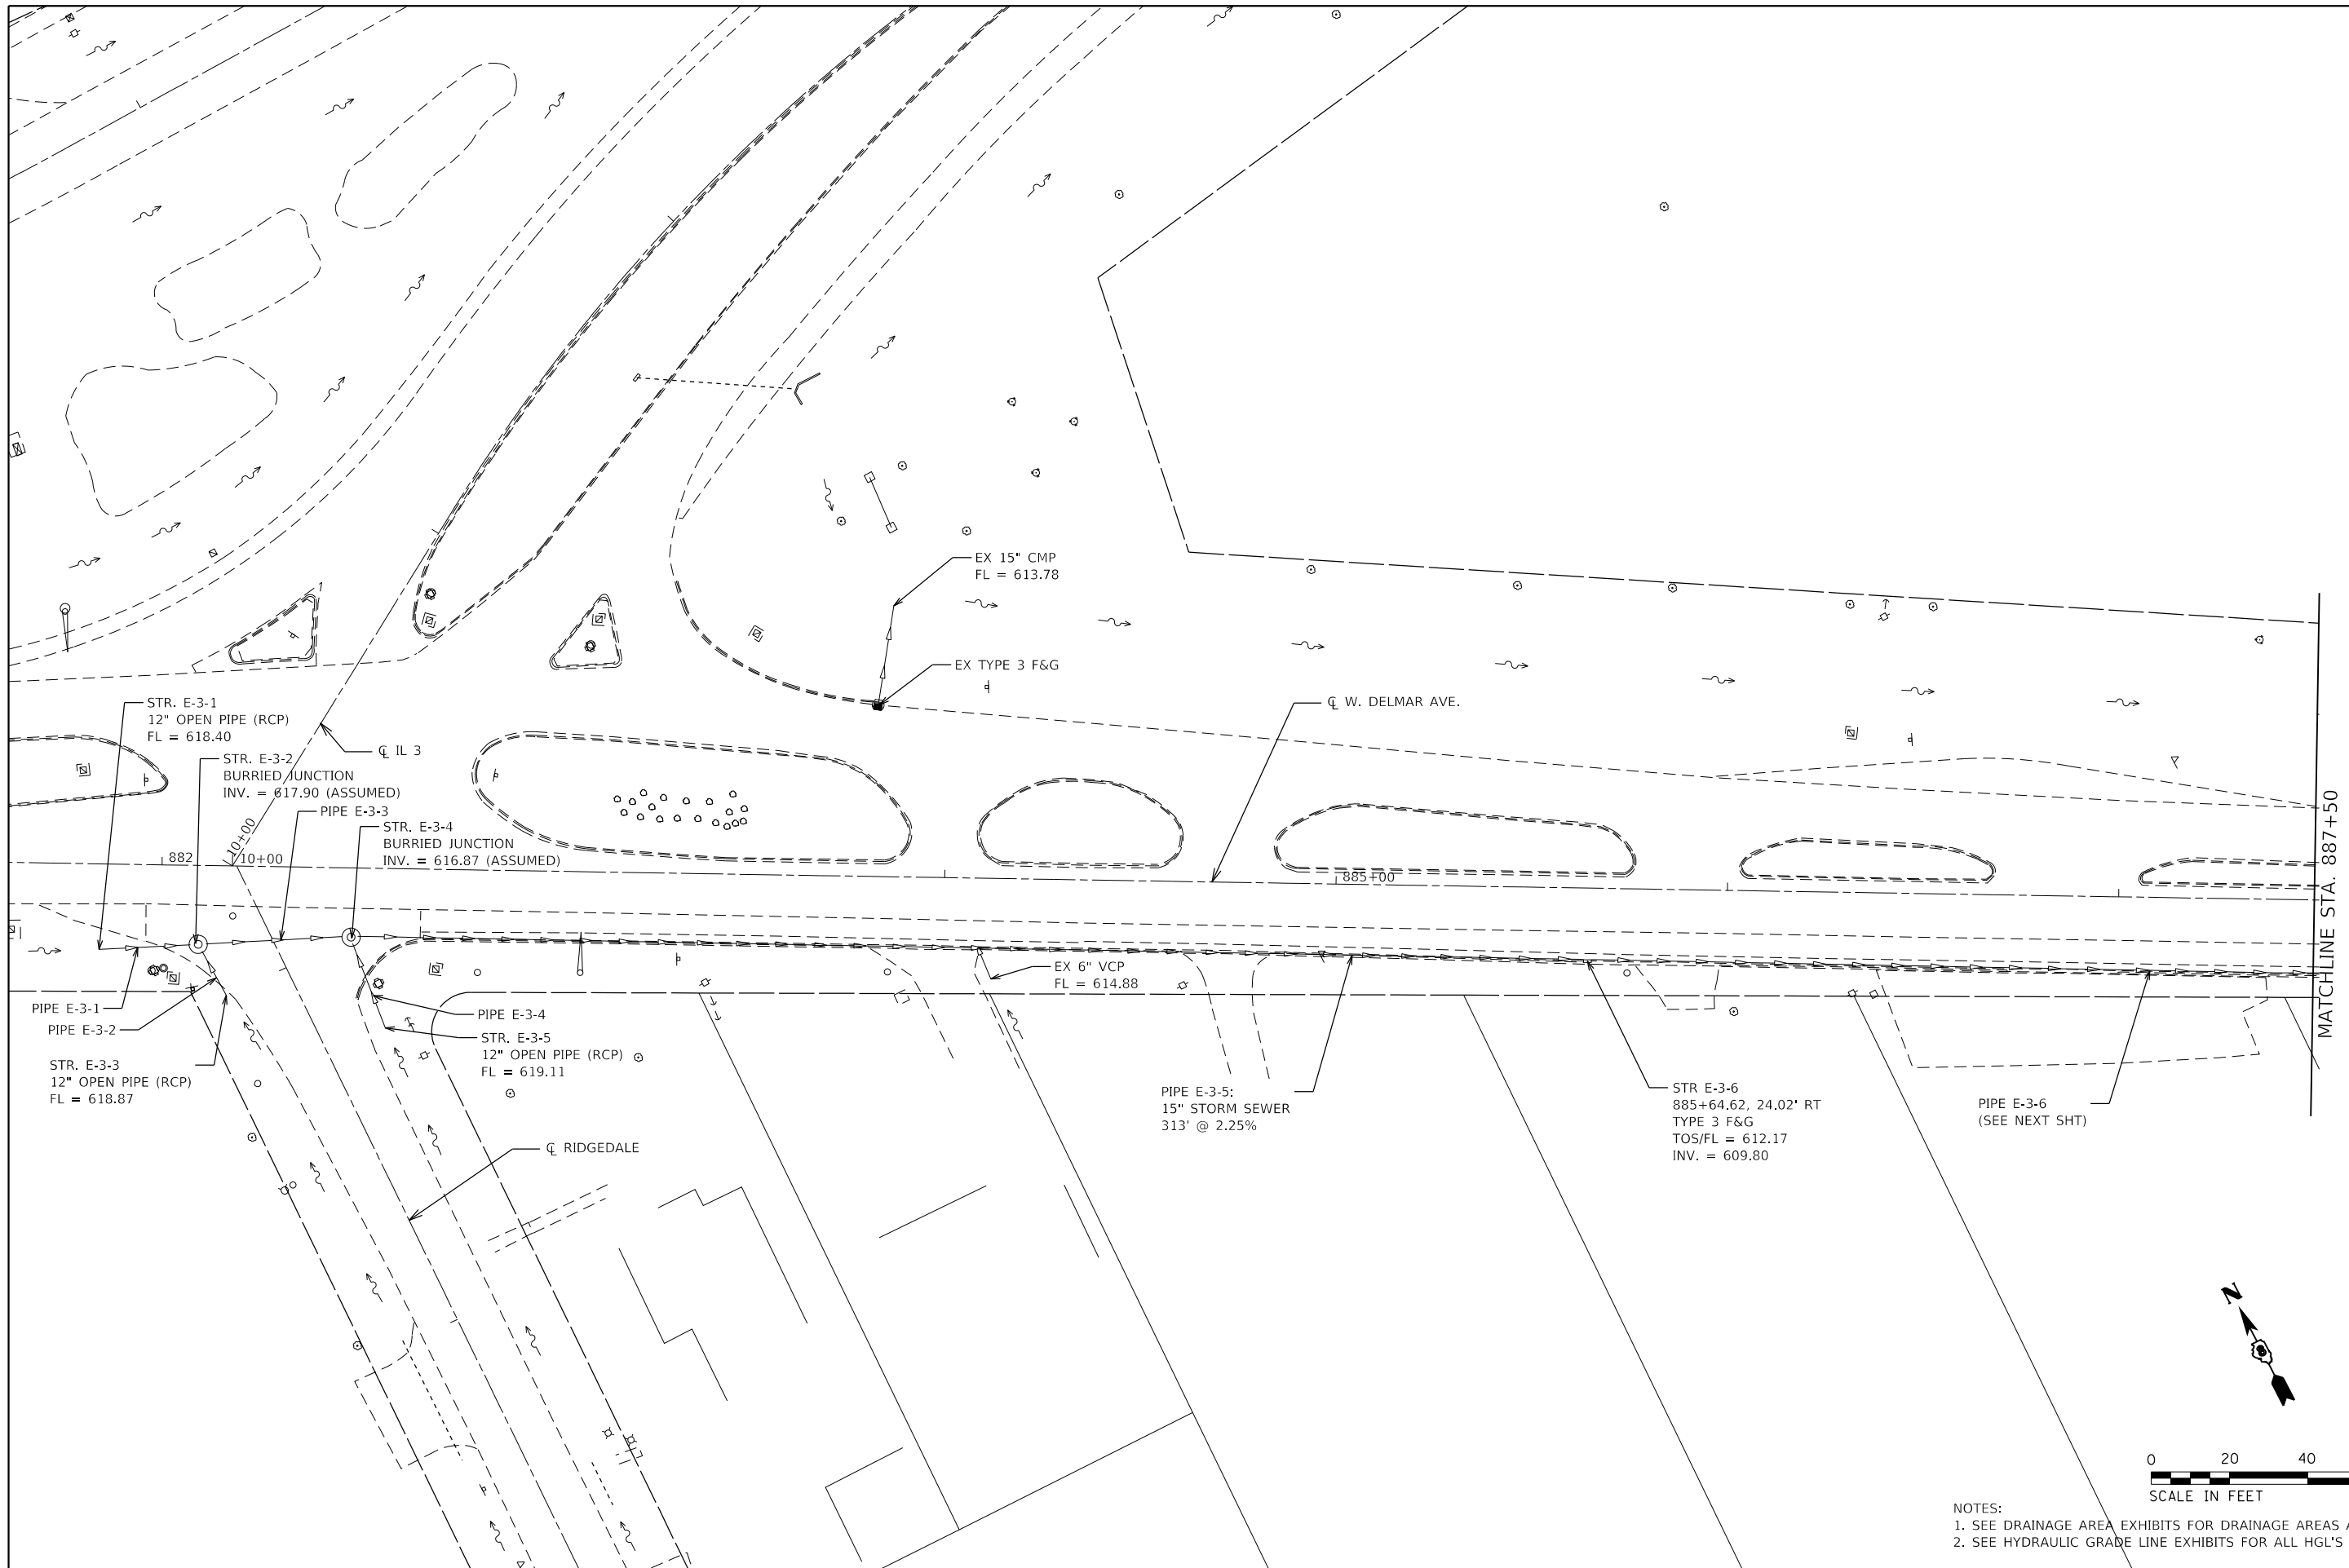 EX 15" CMP
FL = 613.78
EX TYPE 3 F&G
STR. E-3-1
12" OPEN PIPE (RCP)
FL = 618.40
℄ W. DELMAR AVE.
℄ IL 3
STR. E-3-2
BURRIED JUNCTION
INV. = 617.90 (ASSUMED)
PIPE E-3-3
STR. E-3-4
BURRIED JUNCTION
INV. = 616.87 (ASSUMED)
10+00
882
10+00
885+00
MATCHLINE STA. 887+50
EX 6" VCP
FL = 614.88
PIPE E-3-1
PIPE E-3-2
PIPE E-3-4
STR. E-3-5
12" OPEN PIPE (RCP)
FL = 619.11
STR. E-3-3
12" OPEN PIPE (RCP)
FL = 618.87
PIPE E-3-5:
15" STORM SEWER
313' @ 2.25%
STR E-3-6
885+64.62, 24.02' RT
TYPE 3 F&G
TOS/FL = 612.17
INV. = 609.80
PIPE E-3-6
(SEE NEXT SHT)
℄ RIDGEDALE
N
0 20 40
SCALE IN FEET
NOTES:
1. SEE DRAINAGE AREA EXHIBITS FOR DRAINAGE AREAS
2. SEE HYDRAULIC GRADE LINE EXHIBITS FOR ALL HGL'S